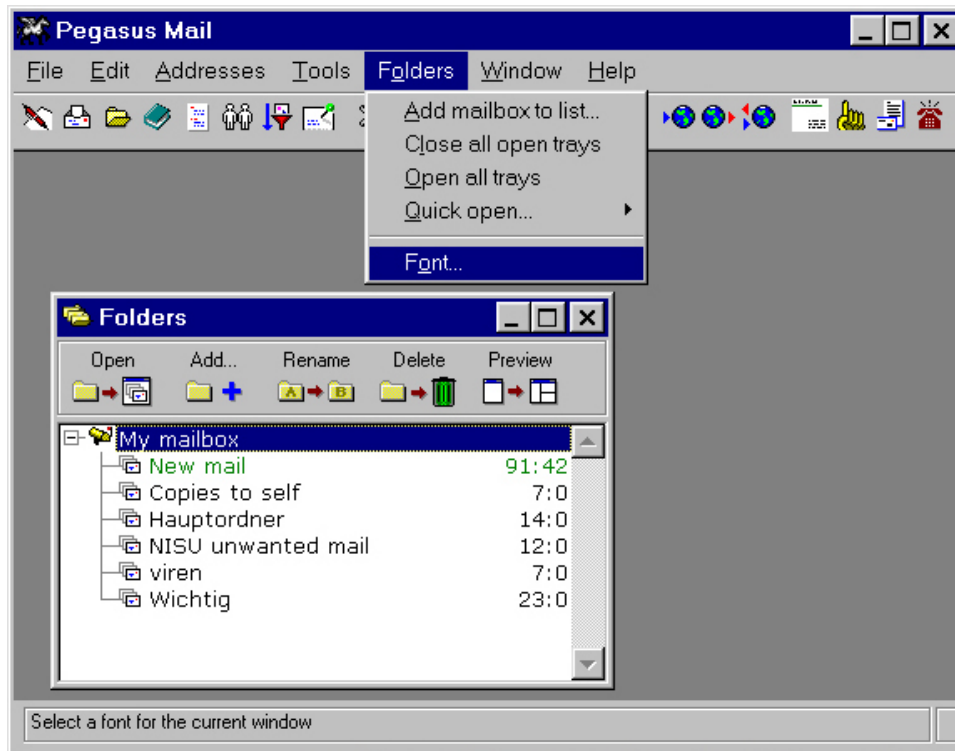 Pegasus Mail
File Edit Addresses Tools Folders Window Help
Add mailbox to list...
Close all open trays
Open all trays
Quick open...
Font...
Folders
Open Add... Rename Delete Preview
A B
My mailbox
New mail 91:42
Copies to self 7:0
Hauptordner 14:0
NISU unwanted mail 12:0
viren 7:0
Wichtig 23:0
Select a font for the current window